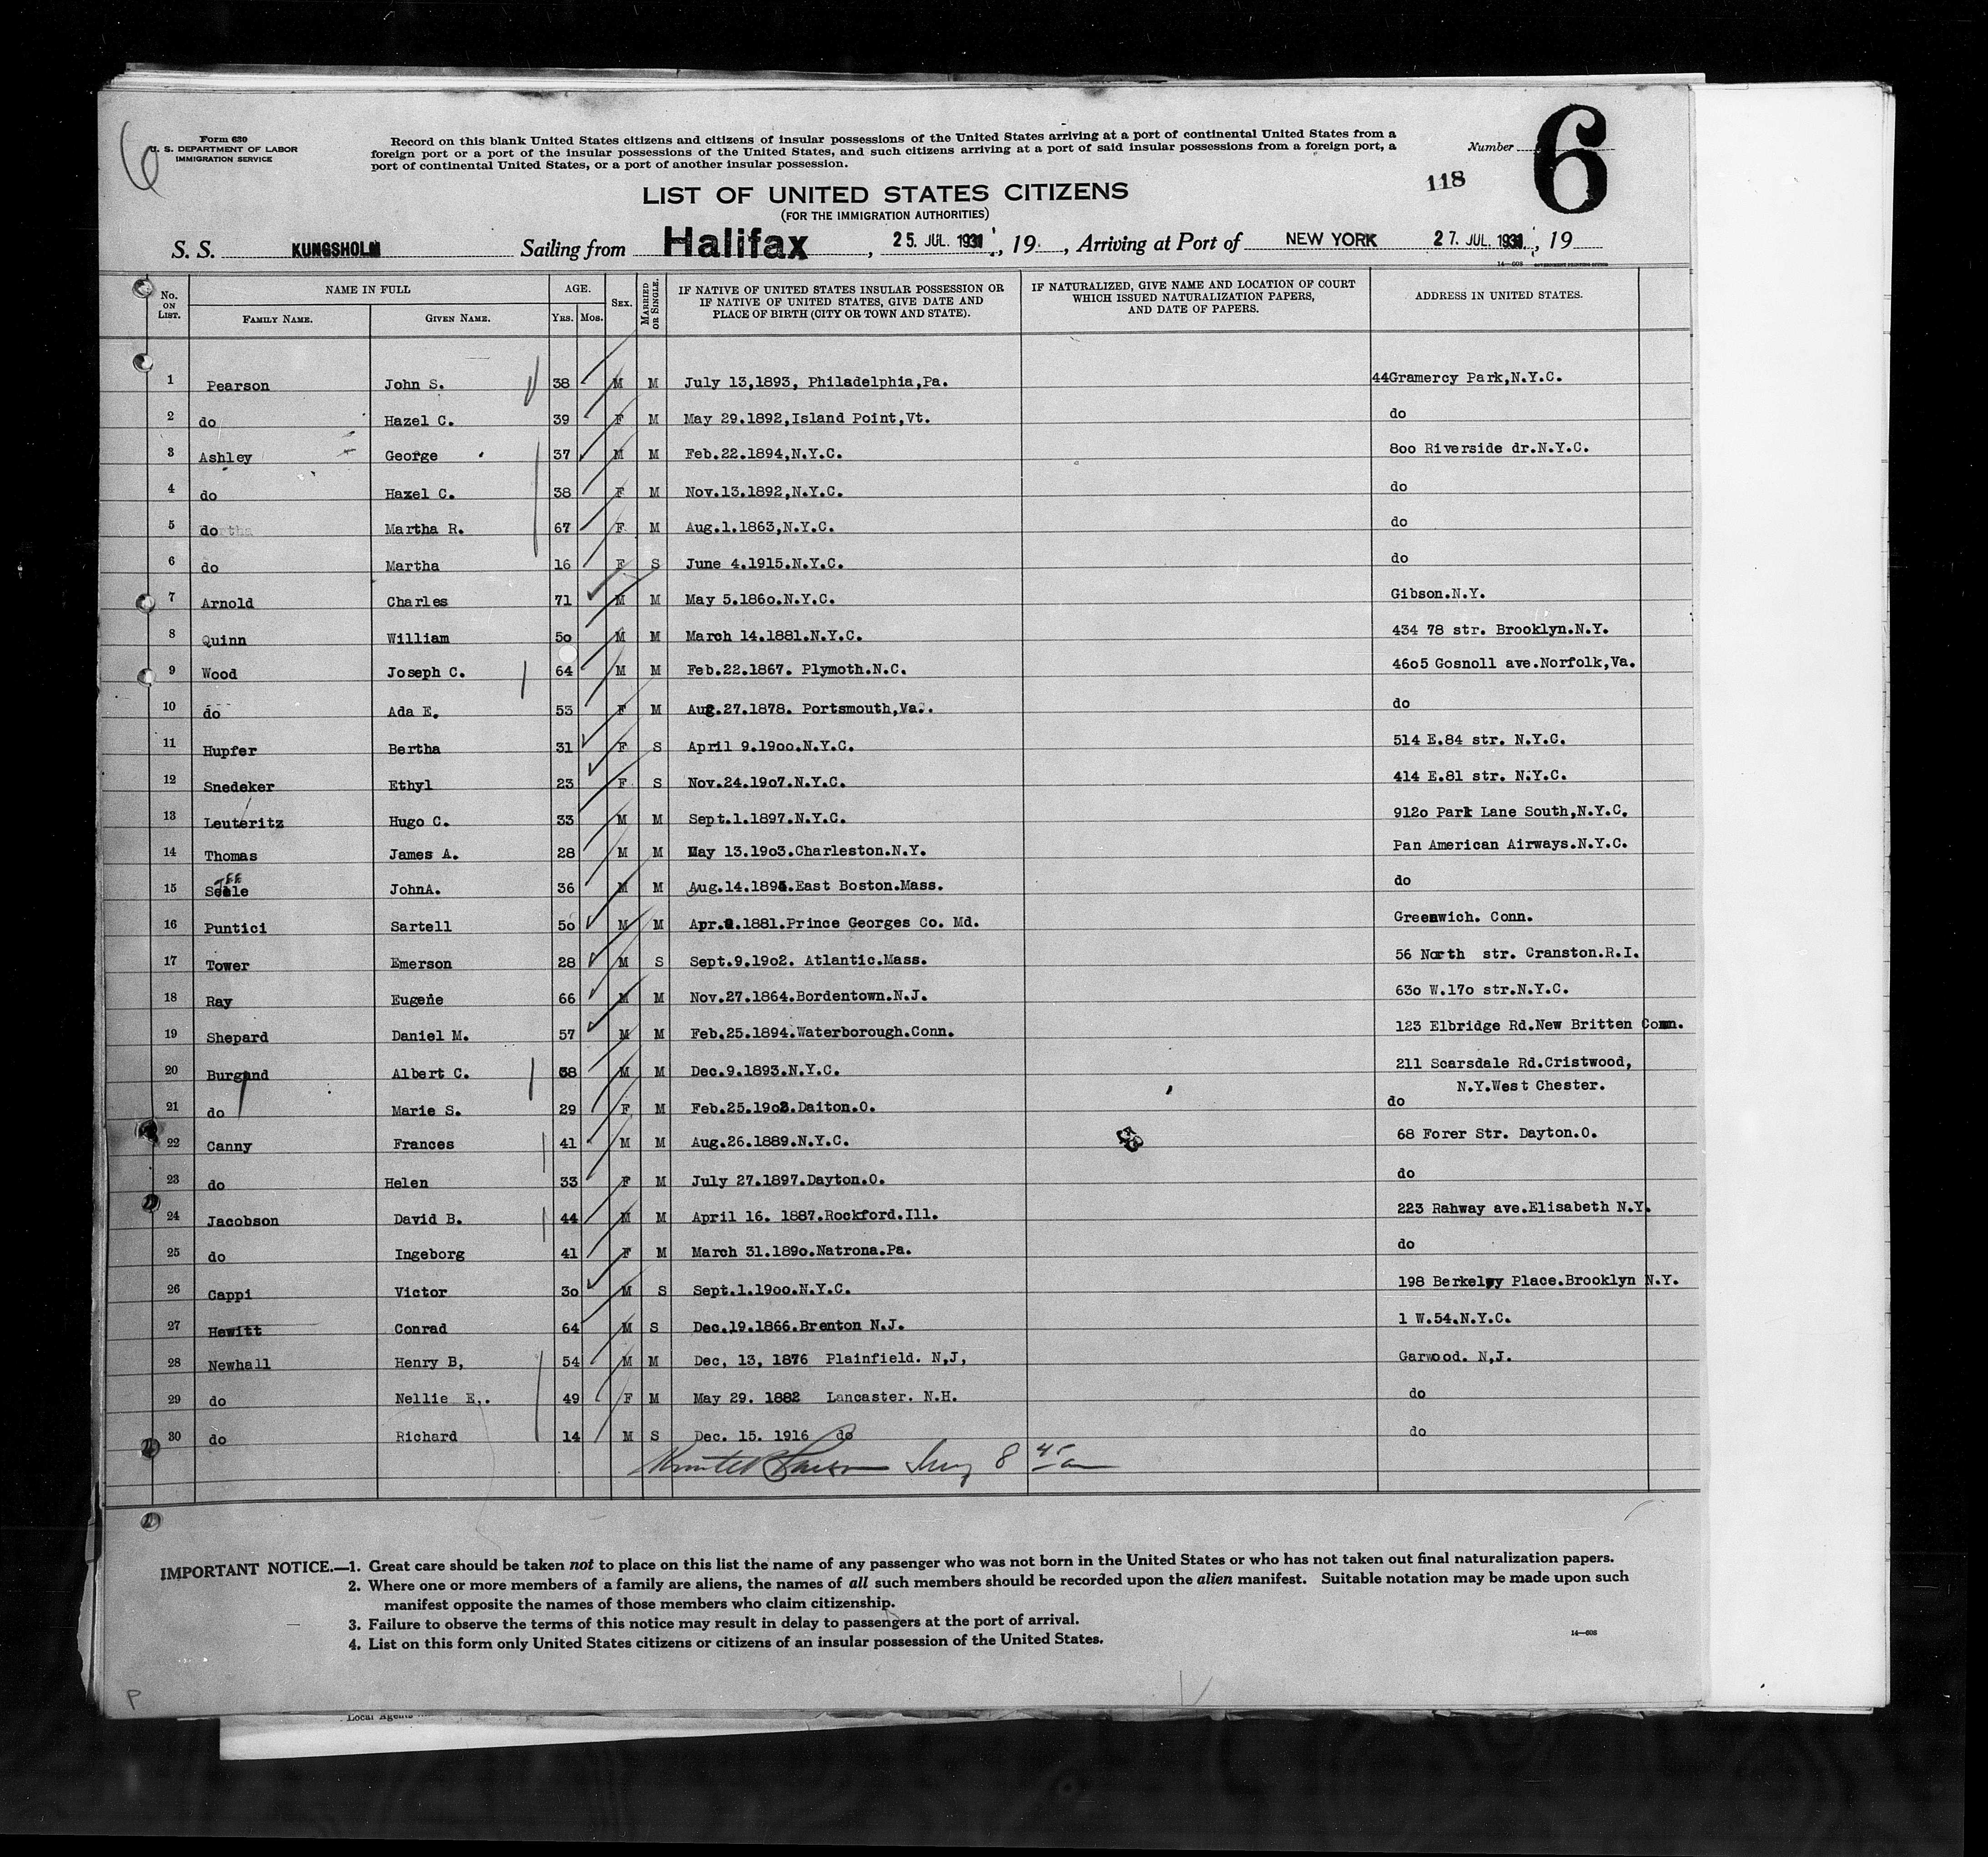 6
Form 630
U. S. DEPARTMENT OF LABOR
IMMIGRATION SERVICE
Record on this blank United States citizens and citizens of insular possessions of the United States arriving at a port of continental United States from a
foreign port or a port of the insular possessions of the United States, and such citizens arriving at a port of said insular possessions from a foreign port, a
port of continental United States, or a port of another insular possession.
Number 6
118
LIST OF UNITED STATES CITIZENS
(FOR THE IMMIGRATION AUTHORITIES)
S. S. KUNGSHOLM Sailing from Halifax, 25. JUL. 1931, 19 , Arriving at Port of NEW YORK 27. JUL. 1931, 19
14—608 GOVERNMENT PRINTING OFFICE
No. ON LIST. NAME IN FULL FAMILY NAME. GIVEN NAME. AGE. YRS. MOS. SEX. MARRIED OR SINGLE. IF NATIVE OF UNITED STATES INSULAR POSSESSION OR IF NATIVE OF UNITED STATES, GIVE DATE AND PLACE OF BIRTH (CITY OR TOWN AND STATE). IF NATURALIZED, GIVE NAME AND LOCATION OF COURT WHICH ISSUED NATURALIZATION PAPERS, AND DATE OF PAPERS. ADDRESS IN UNITED STATES.
1 Pearson John S. 38 M M July 13,1893, Philadelphia,Pa. 44Gramercy Park,N.Y.C.
2 do Hazel C. 39 F M May 29.1892,Island Point,Vt. do
3 Ashley George 37 M M Feb.22.1894,N.Y.C. 800 Riverside dr.N.Y.C.
4 do Hazel C. 38 F M Nov.13.1892,N.Y.C. do
5 do Martha R. 67 F M Aug.1.1863,N.Y.C. do
6 do Martha 16 F S June 4.1915.N.Y.C. do
7 Arnold Charles 71 M M May 5.186o.N.Y.C. Gibson.N.Y.
8 Quinn William 5o M M March 14.1881.N.Y.C. 434 78 str. Brooklyn.N.Y.
9 Wood Joseph C. 64 M M Feb.22.1867. Plymoth.N.C. 46o5 Gosnoll ave.Norfolk,Va.
10 do Ada E. 53 F M Aug.27.1878. Portsmouth,Va.. do
11 Hupfer Bertha 31 F S April 9.19oo.N.Y.C. 514 E.84 str. N.Y.C.
12 Snedeker Ethyl 23 F S Nov.24.19o7.N.Y.C. 414 E.81 str. N.Y.C.
13 Leuteritz Hugo C. 33 M M Sept.1.1897.N.Y.C. 912o Park Lane South,N.Y.C.
14 Thomas James A. 28 M M May 13.19o3.Charleston.N.Y. Pan American Airways.N.Y.C.
15 JohnA. 36 M M East Boston.Mass. do
16 Puntici Sartell 5o M M Prince Georges Co. Md. Greenwich. Conn.
17 Tower Emerson 28 M S Sept.9.19o2. Atlantic.Mass. 56 North str. Cranston.R.I.
18 Ray Eugene 66 M M Nov.27.1864.Bordentown.N.J. 63o W.17o str.N.Y.C.
19 Shepard Daniel M. 57 M M Feb.25.1894.Waterborough.Conn. 123 Elbridge Rd.New Britten Conn.
20 Burgund Albert C. 38 M M Dec.9.1893.N.Y.C. 211 Scarsdale Rd.Cristwood,
N.Y.West Chester.
21 do Marie S. 29 F M Feb.25.19o2.Daiton.O. do
22 Canny Frances 41 M M Aug.26.1889.N.Y.C. 68 Forer Str. Dayton.O.
23 do Helen 33 F M July 27.1897.Dayton.O. do
24 Jacobson David B. 44 M M April 16. 1887.Rockford.Ill. 223 Rahway ave.Elisabeth N.Y.
25 do Ingeborg 41 F M March 31.189o.Natrona.Pa. do
26 Cappi Victor 3o M S Sept.1.19oo.N.Y.C. 198 Berkeley Place.Brooklyn N.Y.
27 Hewitt Conrad 64 M S Dec.19.1866.Brenton N.J. 1 W.54.N.Y.C.
28 Newhall Henry B, 54 M M Dec, 13, 1876 Plainfield. N,J, Garwood. N,J.
29 do Nellie E,. 49 F M May 29. 1882 Lancaster. N.H. do
30 do Richard 14 M S Dec. 15. 1916 do do
8 45 a
IMPORTANT NOTICE.—1. Great care should be taken not to place on this list the name of any passenger who was not born in the United States or who has not taken out final naturalization papers.
2. Where one or more members of a family are aliens, the names of all such members should be recorded upon the alien manifest. Suitable notation may be made upon such
manifest opposite the names of those members who claim citizenship.
3. Failure to observe the terms of this notice may result in delay to passengers at the port of arrival.
4. List on this form only United States citizens or citizens of an insular possession of the United States.
14—608
P
Local Agents